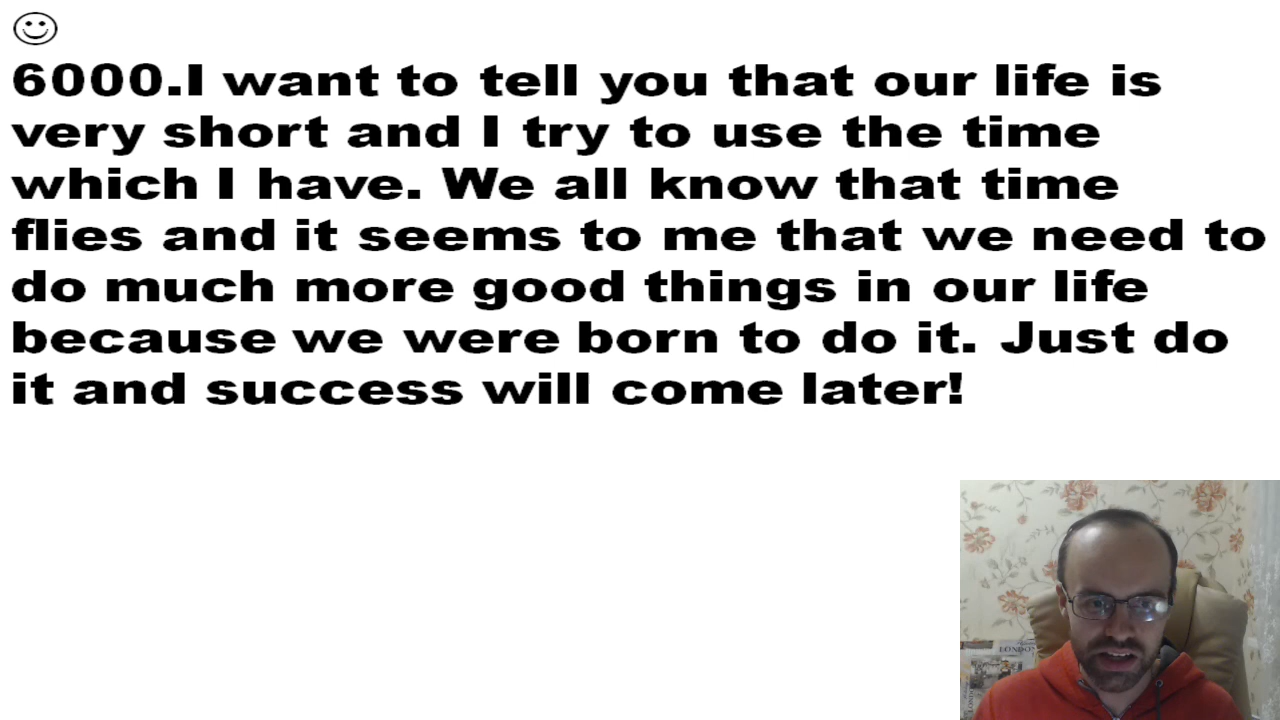 6000.I want to tell you that our life is
very short and I try to use the time
which I have. We all know that time
flies and it seems to me that we need to
do much more good things in our life
because we were born to do it. Just do
it and success will come later!
LONDON
LONDON